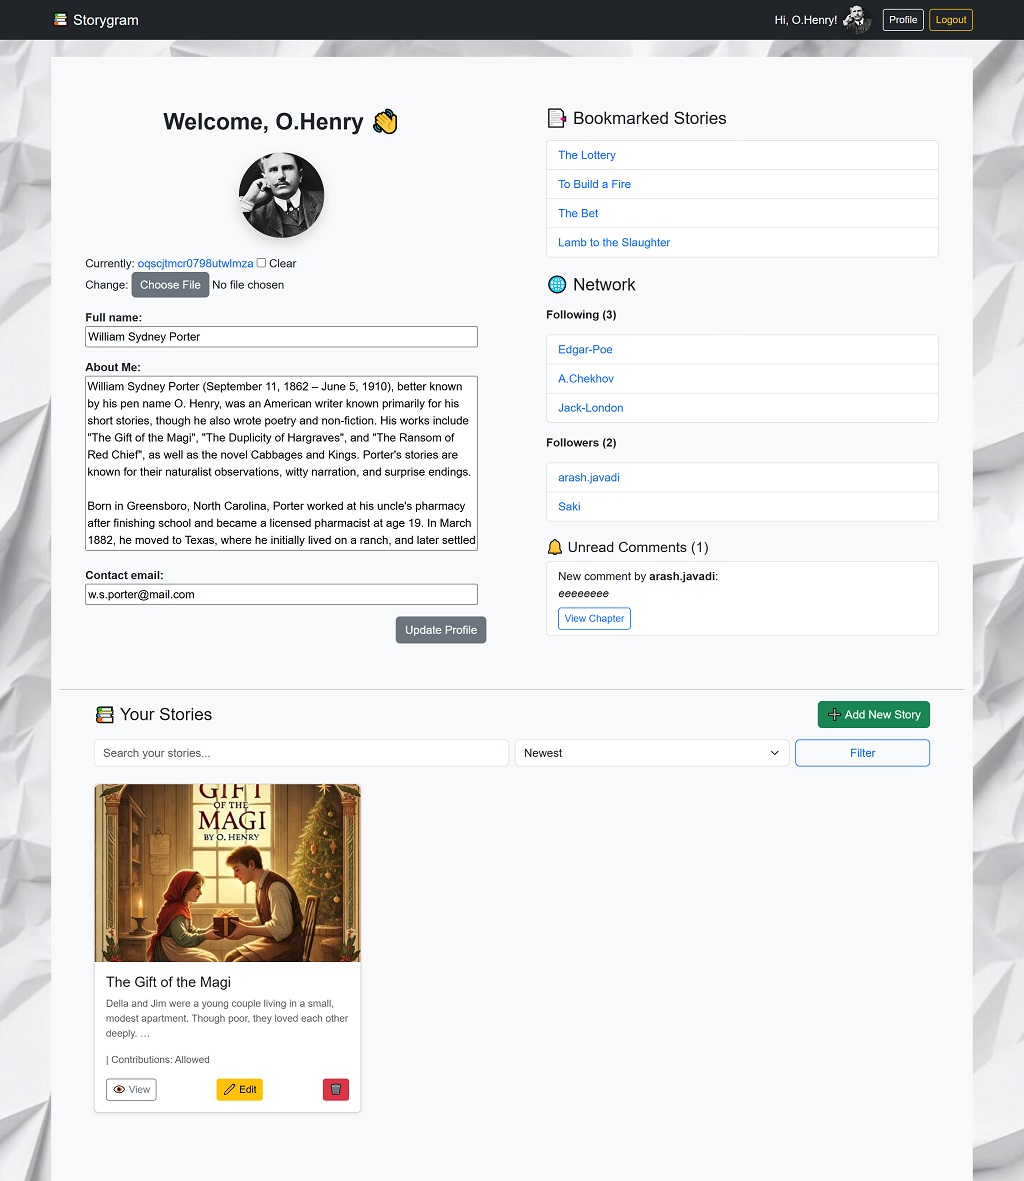 Storygram
Hi, O.Henry!
Profile
Logout
Welcome, O.Henry
Currently: oqscjtmcr0798utwlmza Clear
Change: Choose File No file chosen
Full name:
William Sydney Porter
About Me:
William Sydney Porter (September 11, 1862 – June 5, 1910), better known
by his pen name O. Henry, was an American writer known primarily for his
short stories, though he also wrote poetry and non-fiction. His works include
"The Gift of the Magi", "The Duplicity of Hargraves", and "The Ransom of
Red Chief", as well as the novel Cabbages and Kings. Porter's stories are
known for their naturalist observations, witty narration, and surprise endings.
Born in Greensboro, North Carolina, Porter worked at his uncle's pharmacy
after finishing school and became a licensed pharmacist at age 19. In March
1882, he moved to Texas, where he initially lived on a ranch, and later settled
Contact email:
w.s.porter@mail.com
Update Profile
Bookmarked Stories
The Lottery
To Build a Fire
The Bet
Lamb to the Slaughter
Network
Following (3)
Edgar-Poe
A.Chekhov
Jack-London
Followers (2)
arash.javadi
Saki
Unread Comments (1)
New comment by arash.javadi:
eeeeeeee
View Chapter
Your Stories
Add New Story
Search your stories...
Newest
Filter
GIFT
OF THE
MAGI
BY O. HENRY
The Gift of the Magi
Della and Jim were a young couple living in a small,
modest apartment. Though poor, they loved each other
deeply. …
| Contributions: Allowed
View
Edit